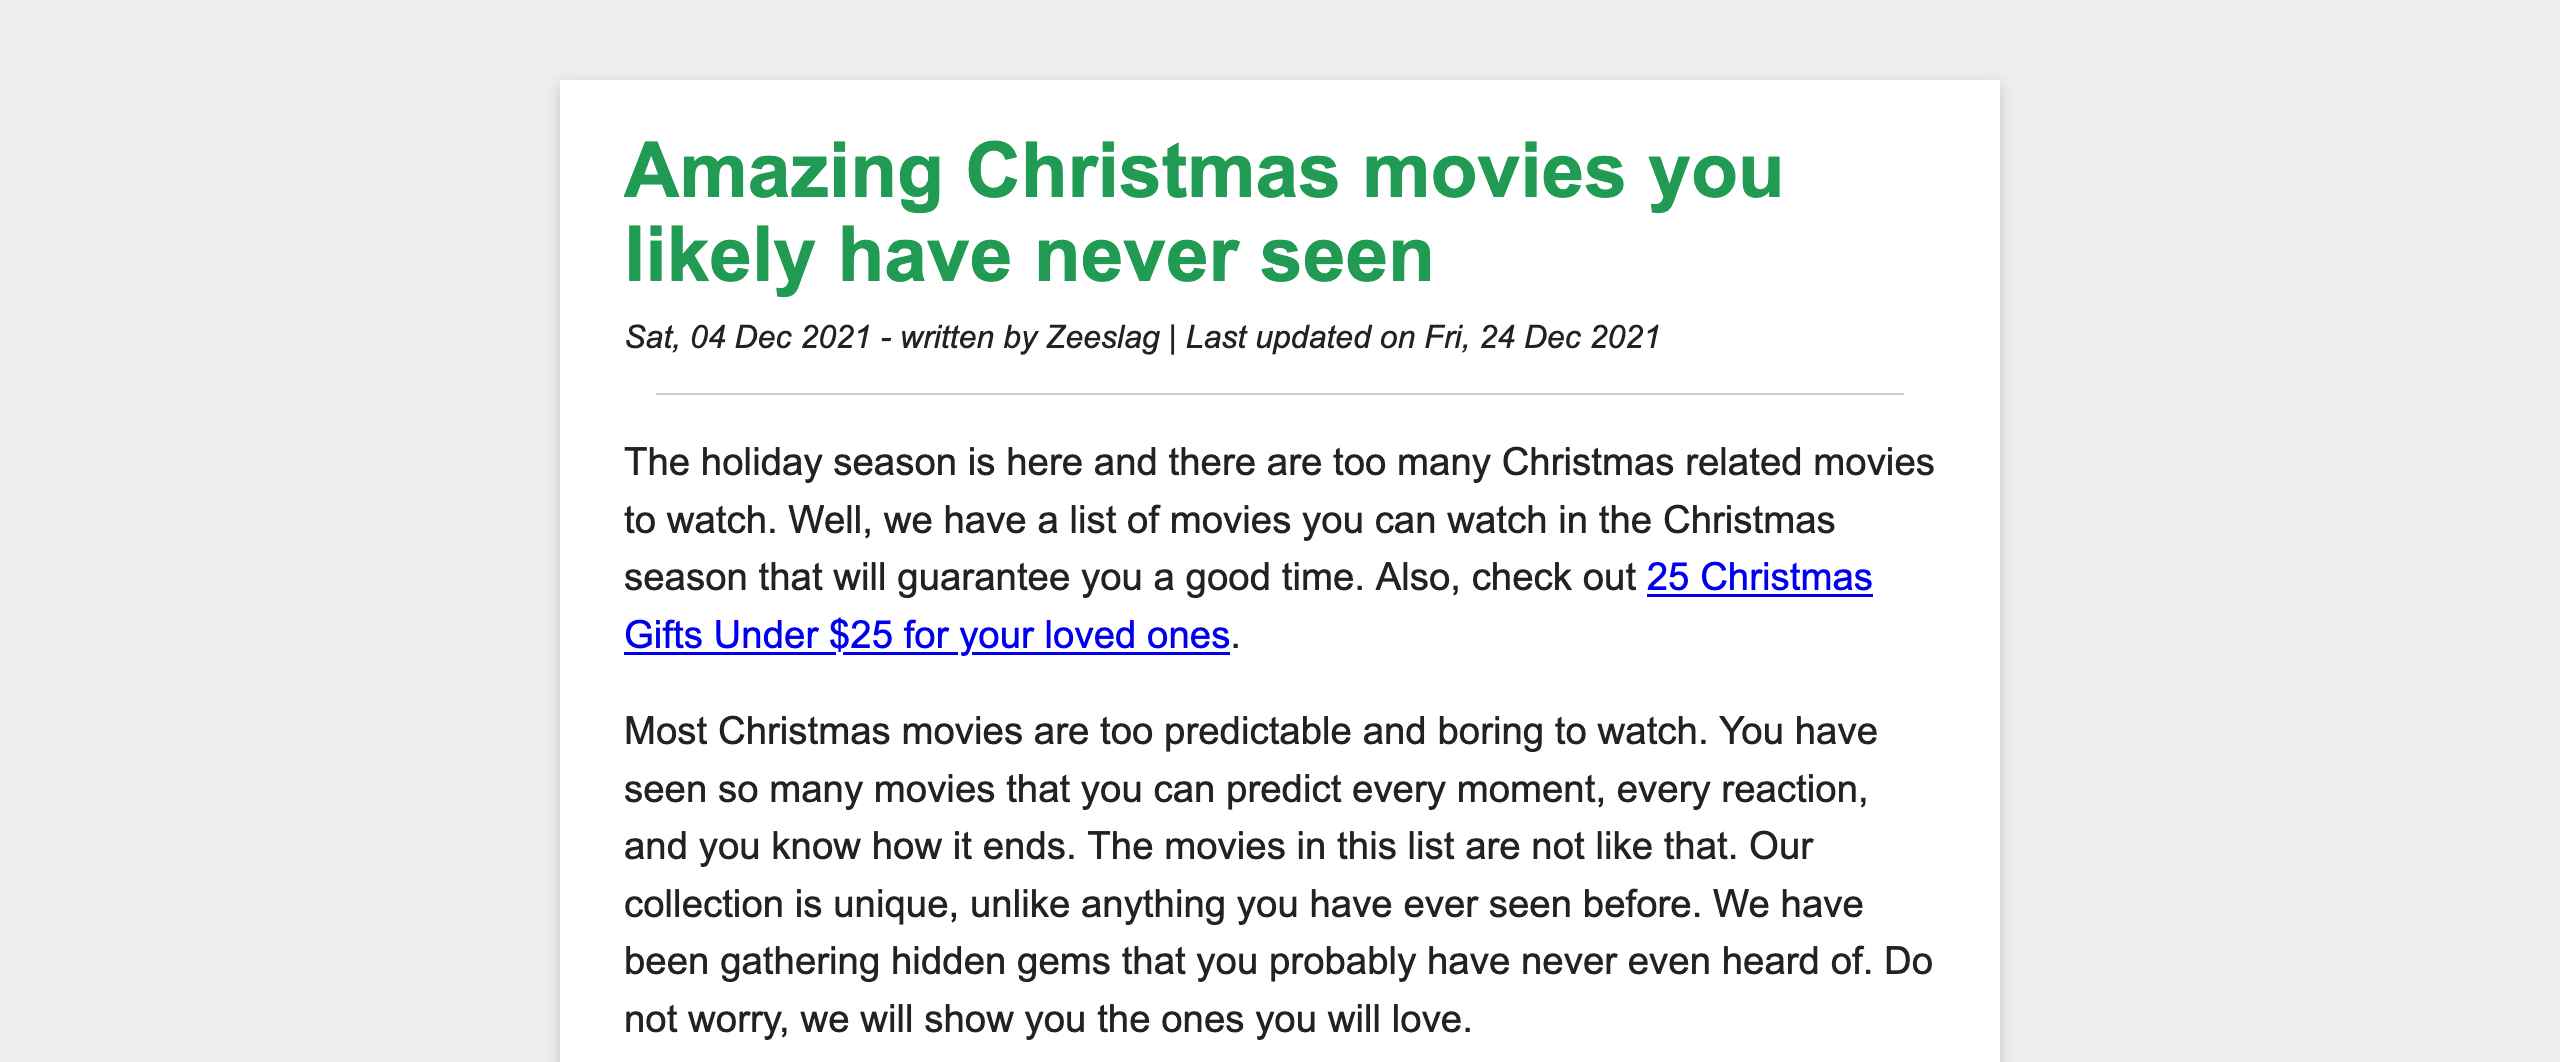 Amazing Christmas movies you
likely have never seen
Sat, 04 Dec 2021 - written by Zeeslag | Last updated on Fri, 24 Dec 2021
The holiday season is here and there are too many Christmas related movies
to watch. Well, we have a list of movies you can watch in the Christmas
season that will guarantee you a good time. Also, check out 25 Christmas
Gifts Under $25 for your loved ones.
Most Christmas movies are too predictable and boring to watch. You have
seen so many movies that you can predict every moment, every reaction,
and you know how it ends. The movies in this list are not like that. Our
collection is unique, unlike anything you have ever seen before. We have
been gathering hidden gems that you probably have never even heard of. Do
not worry, we will show you the ones you will love.